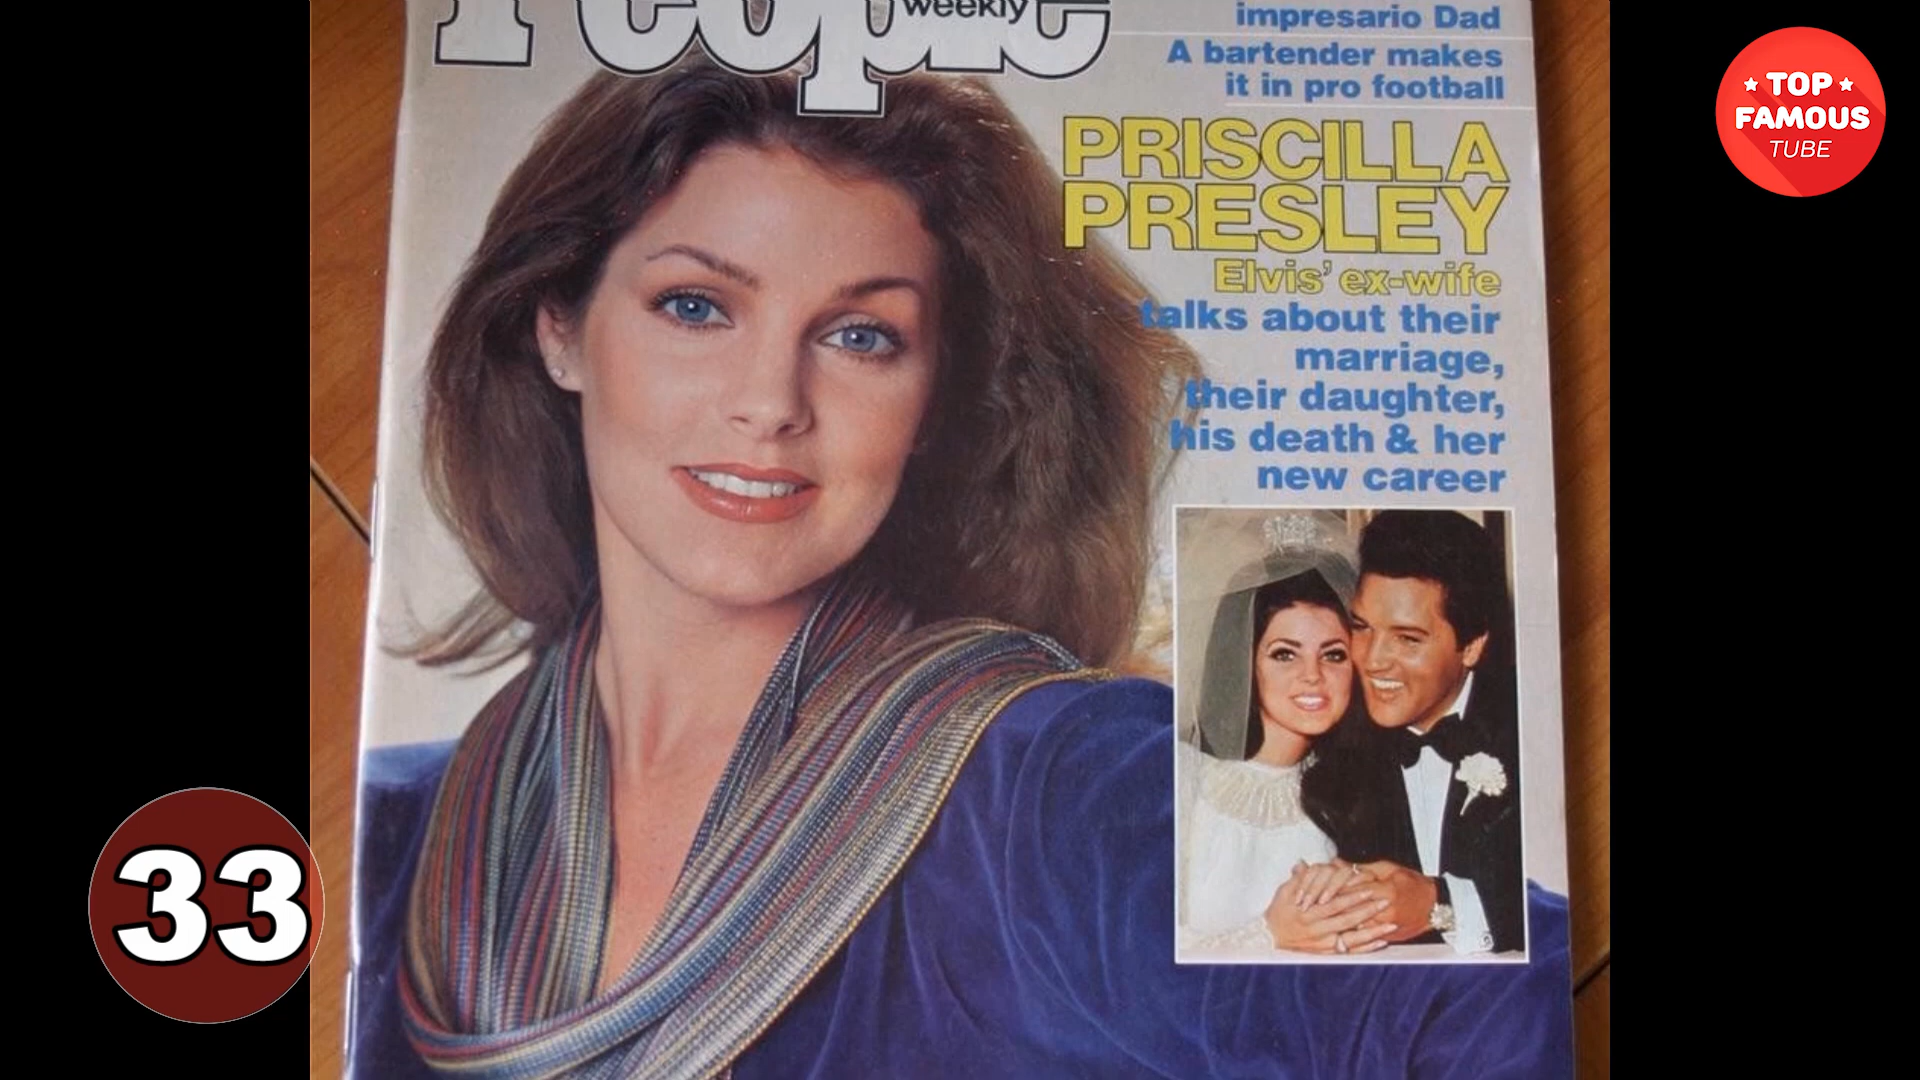 People
weekly
impresario Dad
A bartender makes
it in pro football
PRISCILLA
PRESLEY
Elvis' ex-wife
talks about their
marriage,
their daughter,
his death & her
new career
TOP
FAMOUS
TUBE
33